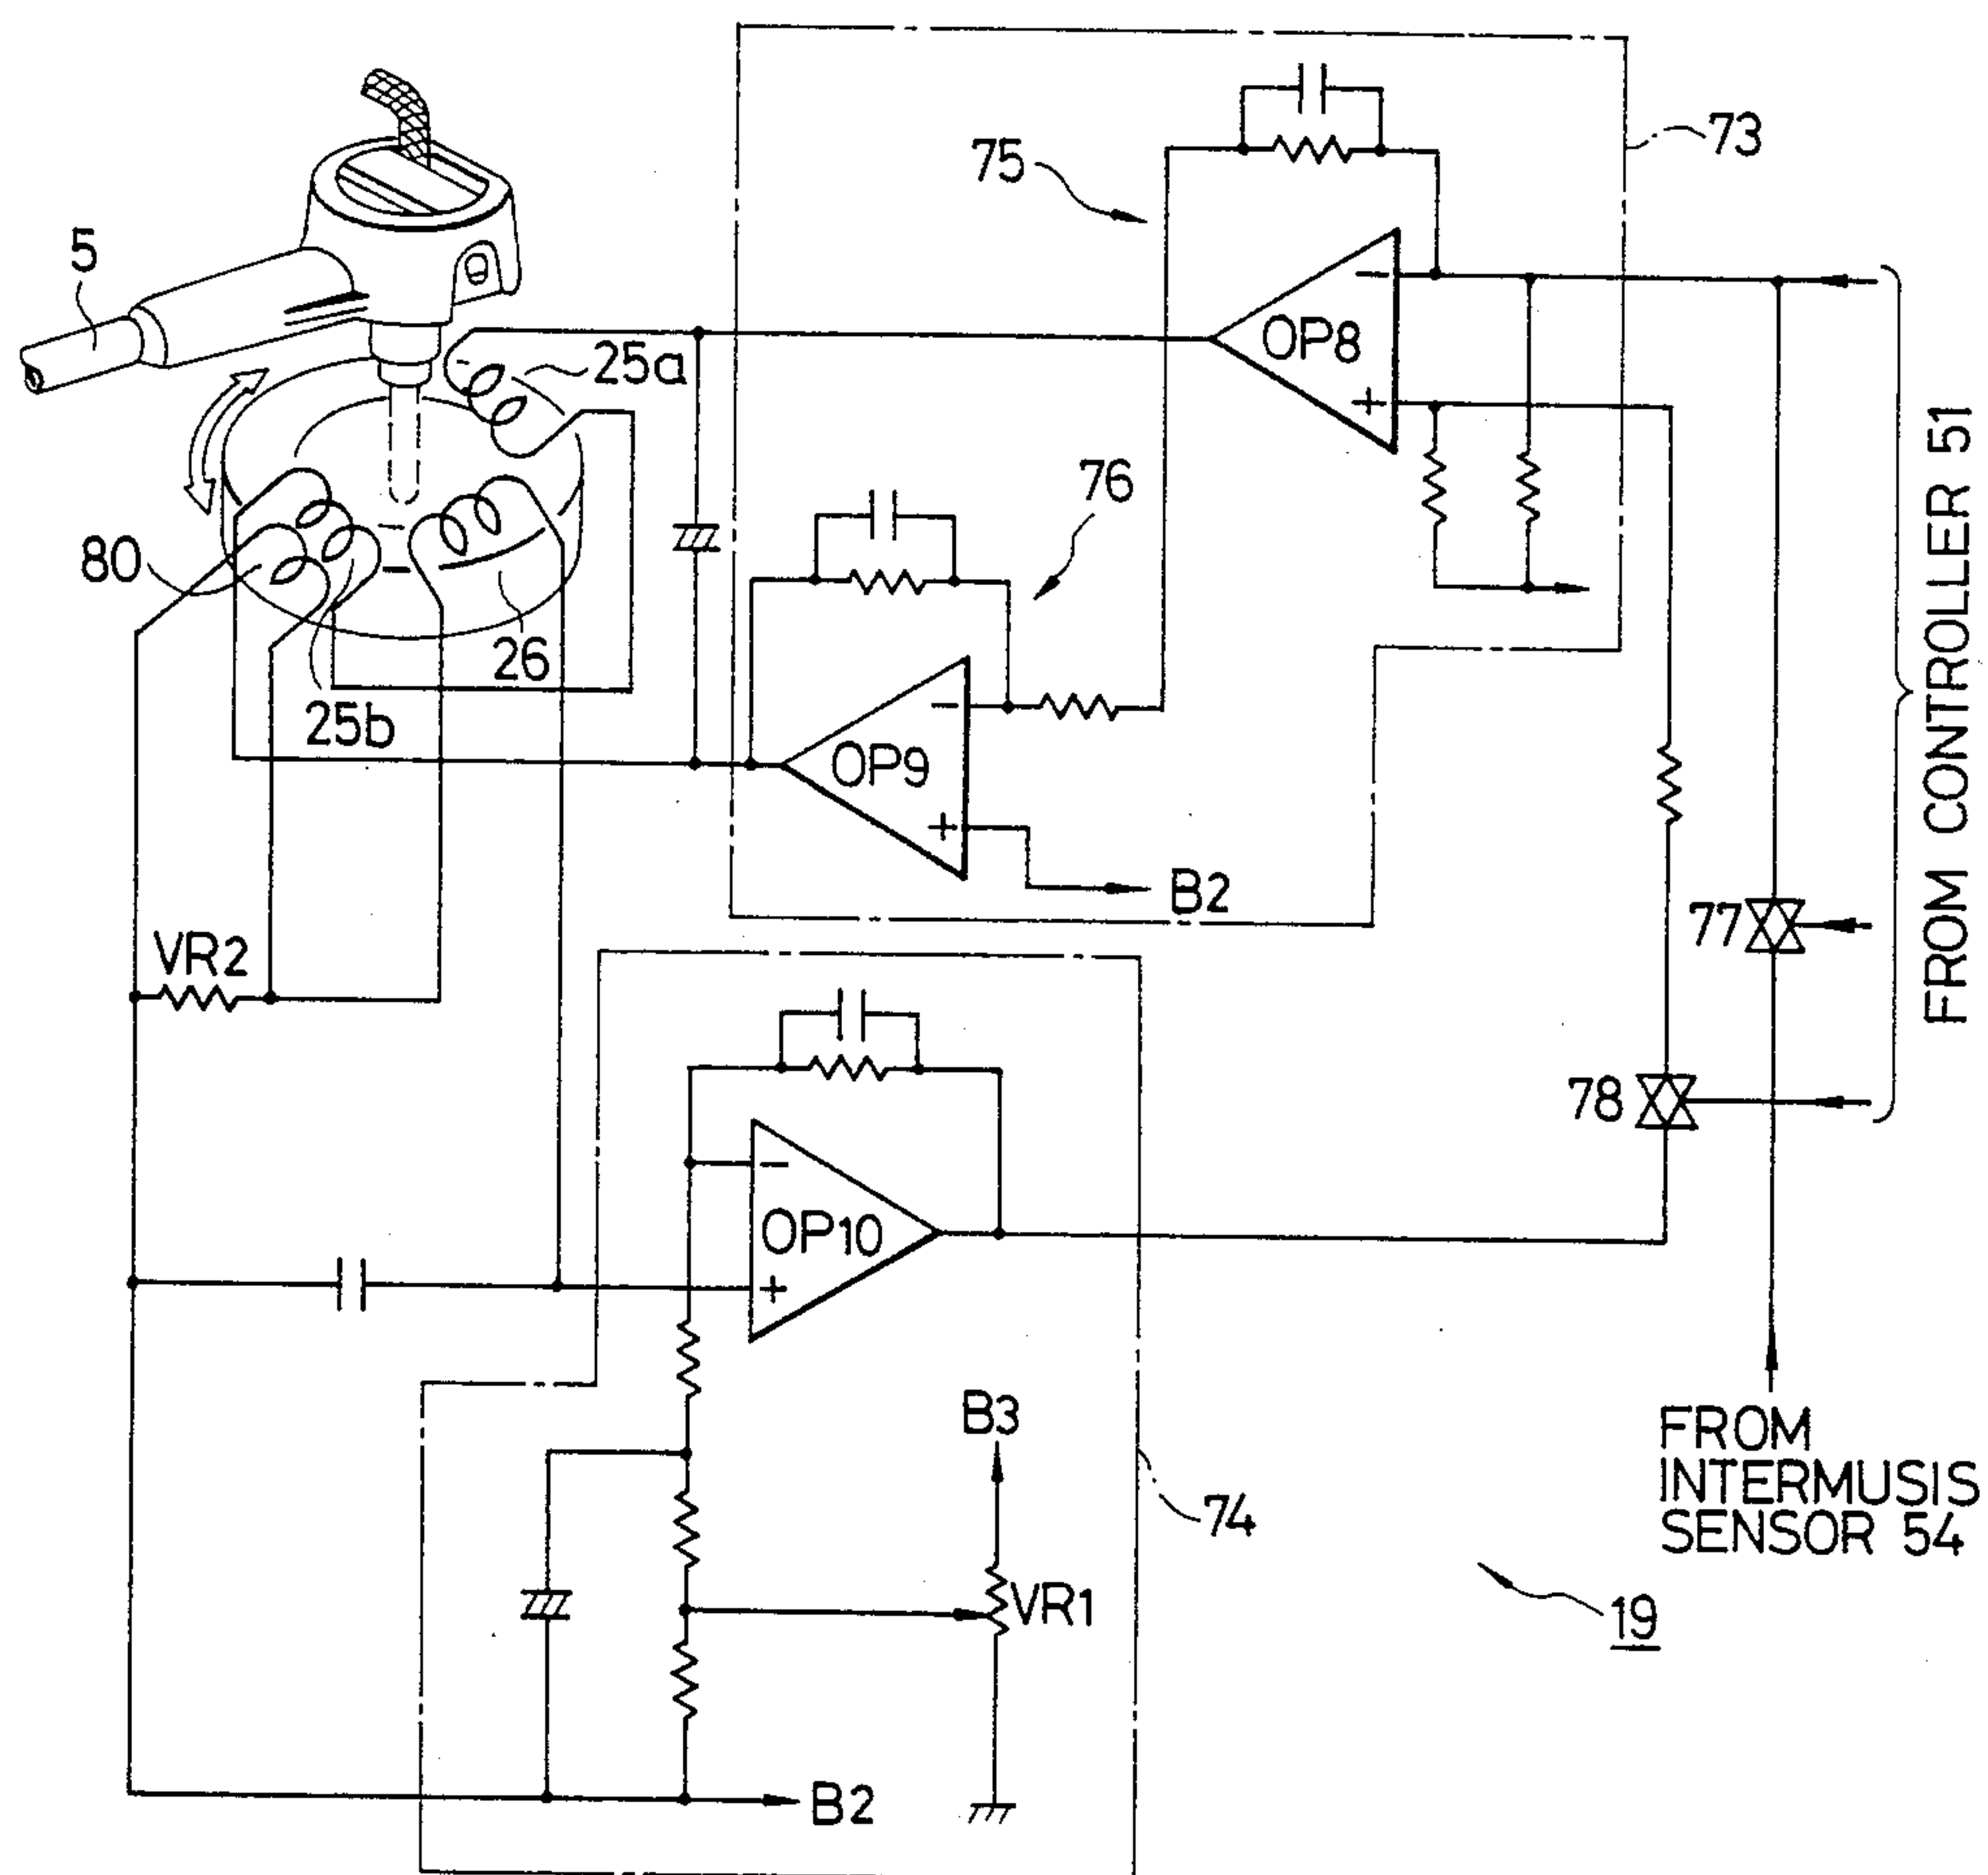 73
75
5
−
OP8
+
25a
76
80
26
25b
−
OP9
+
B2
FROM CONTROLLER 51
77
VR2
78
−
OP10
+
B3
FROM
INTERMUSIS
SENSOR 54
74
VR1
19
B2